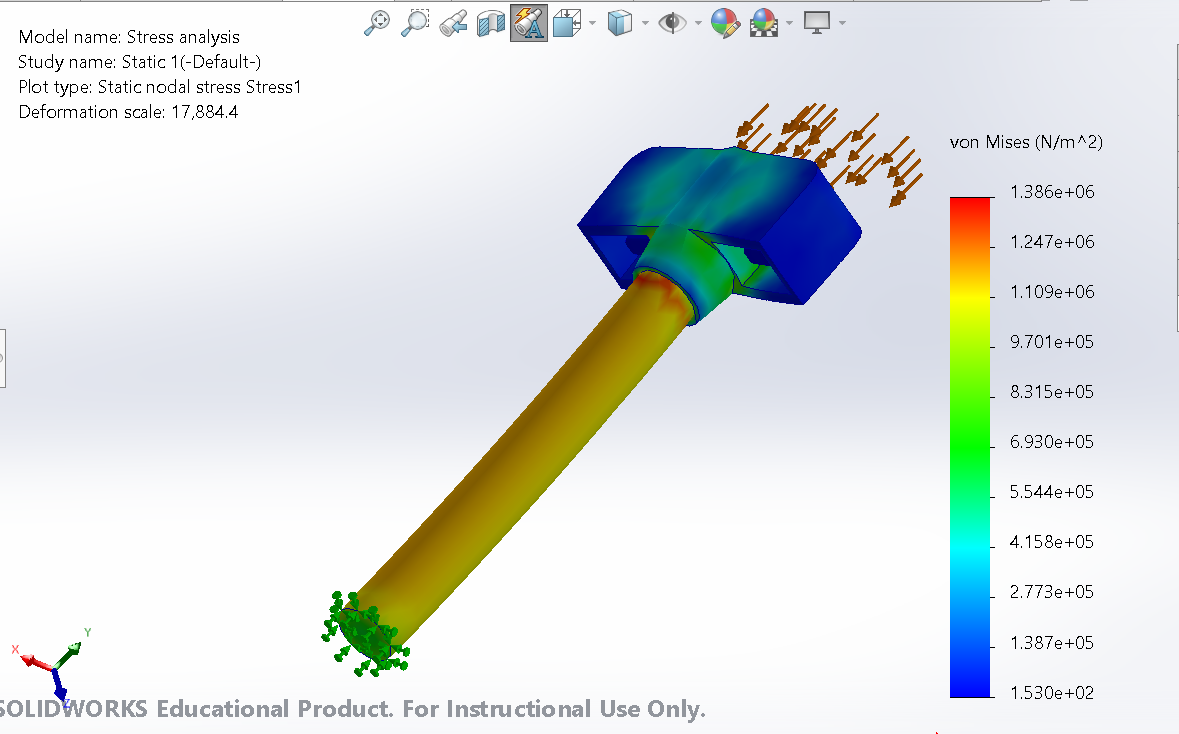 Model name: Stress analysis
Study name: Static 1(-Default-)
Plot type: Static nodal stress Stress1
Deformation scale: 17,884.4
von Mises (N/m^2)
1.386e+06
1.247e+06
1.109e+06
9.701e+05
8.315e+05
6.930e+05
5.544e+05
4.158e+05
2.773e+05
1.387e+05
1.530e+02
Y
X
Z
SOLIDWORKS Educational Product. For Instructional Use Only.